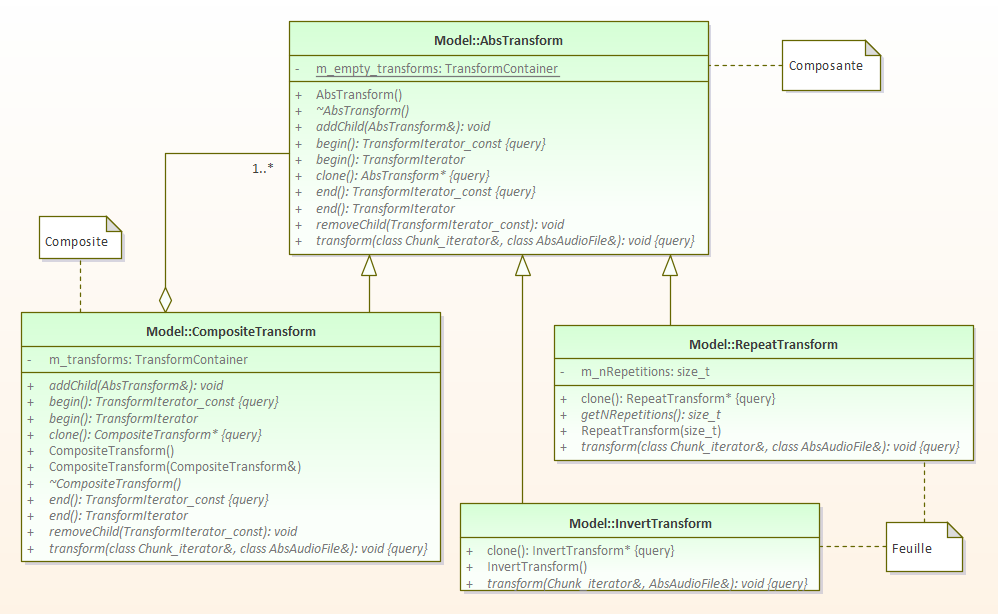 Model::AbsTransform
- m_empty_transforms: TransformContainer
+ AbsTransform()
+ ~AbsTransform()
+ addChild(AbsTransform&): void
+ begin(): TransformIterator_const {query}
+ begin(): TransformIterator
+ clone(): AbsTransform* {query}
+ end(): TransformIterator_const {query}
+ end(): TransformIterator
+ removeChild(TransformIterator_const): void
+ transform(class Chunk_iterator&, class AbsAudioFile&): void {query}
Composante
1..*
Composite
Model::CompositeTransform
- m_transforms: TransformContainer
+ addChild(AbsTransform&): void
+ begin(): TransformIterator_const {query}
+ begin(): TransformIterator
+ clone(): CompositeTransform* {query}
+ CompositeTransform()
+ CompositeTransform(CompositeTransform&)
+ ~CompositeTransform()
+ end(): TransformIterator_const {query}
+ end(): TransformIterator
+ removeChild(TransformIterator_const): void
+ transform(class Chunk_iterator&, class AbsAudioFile&): void {query}
Model::RepeatTransform
- m_nRepetitions: size_t
+ clone(): RepeatTransform* {query}
+ getNRepetitions(): size_t
+ RepeatTransform(size_t)
+ transform(class Chunk_iterator&, class AbsAudioFile&): void {query}
Model::InvertTransform
+ clone(): InvertTransform* {query}
+ InvertTransform()
+ transform(Chunk_iterator&, AbsAudioFile&): void {query}
Feuille